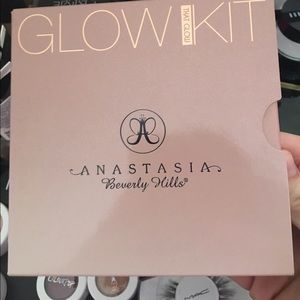 GLOW KIT
THAT GLOW
ANASTASIA
Beverly Hills®